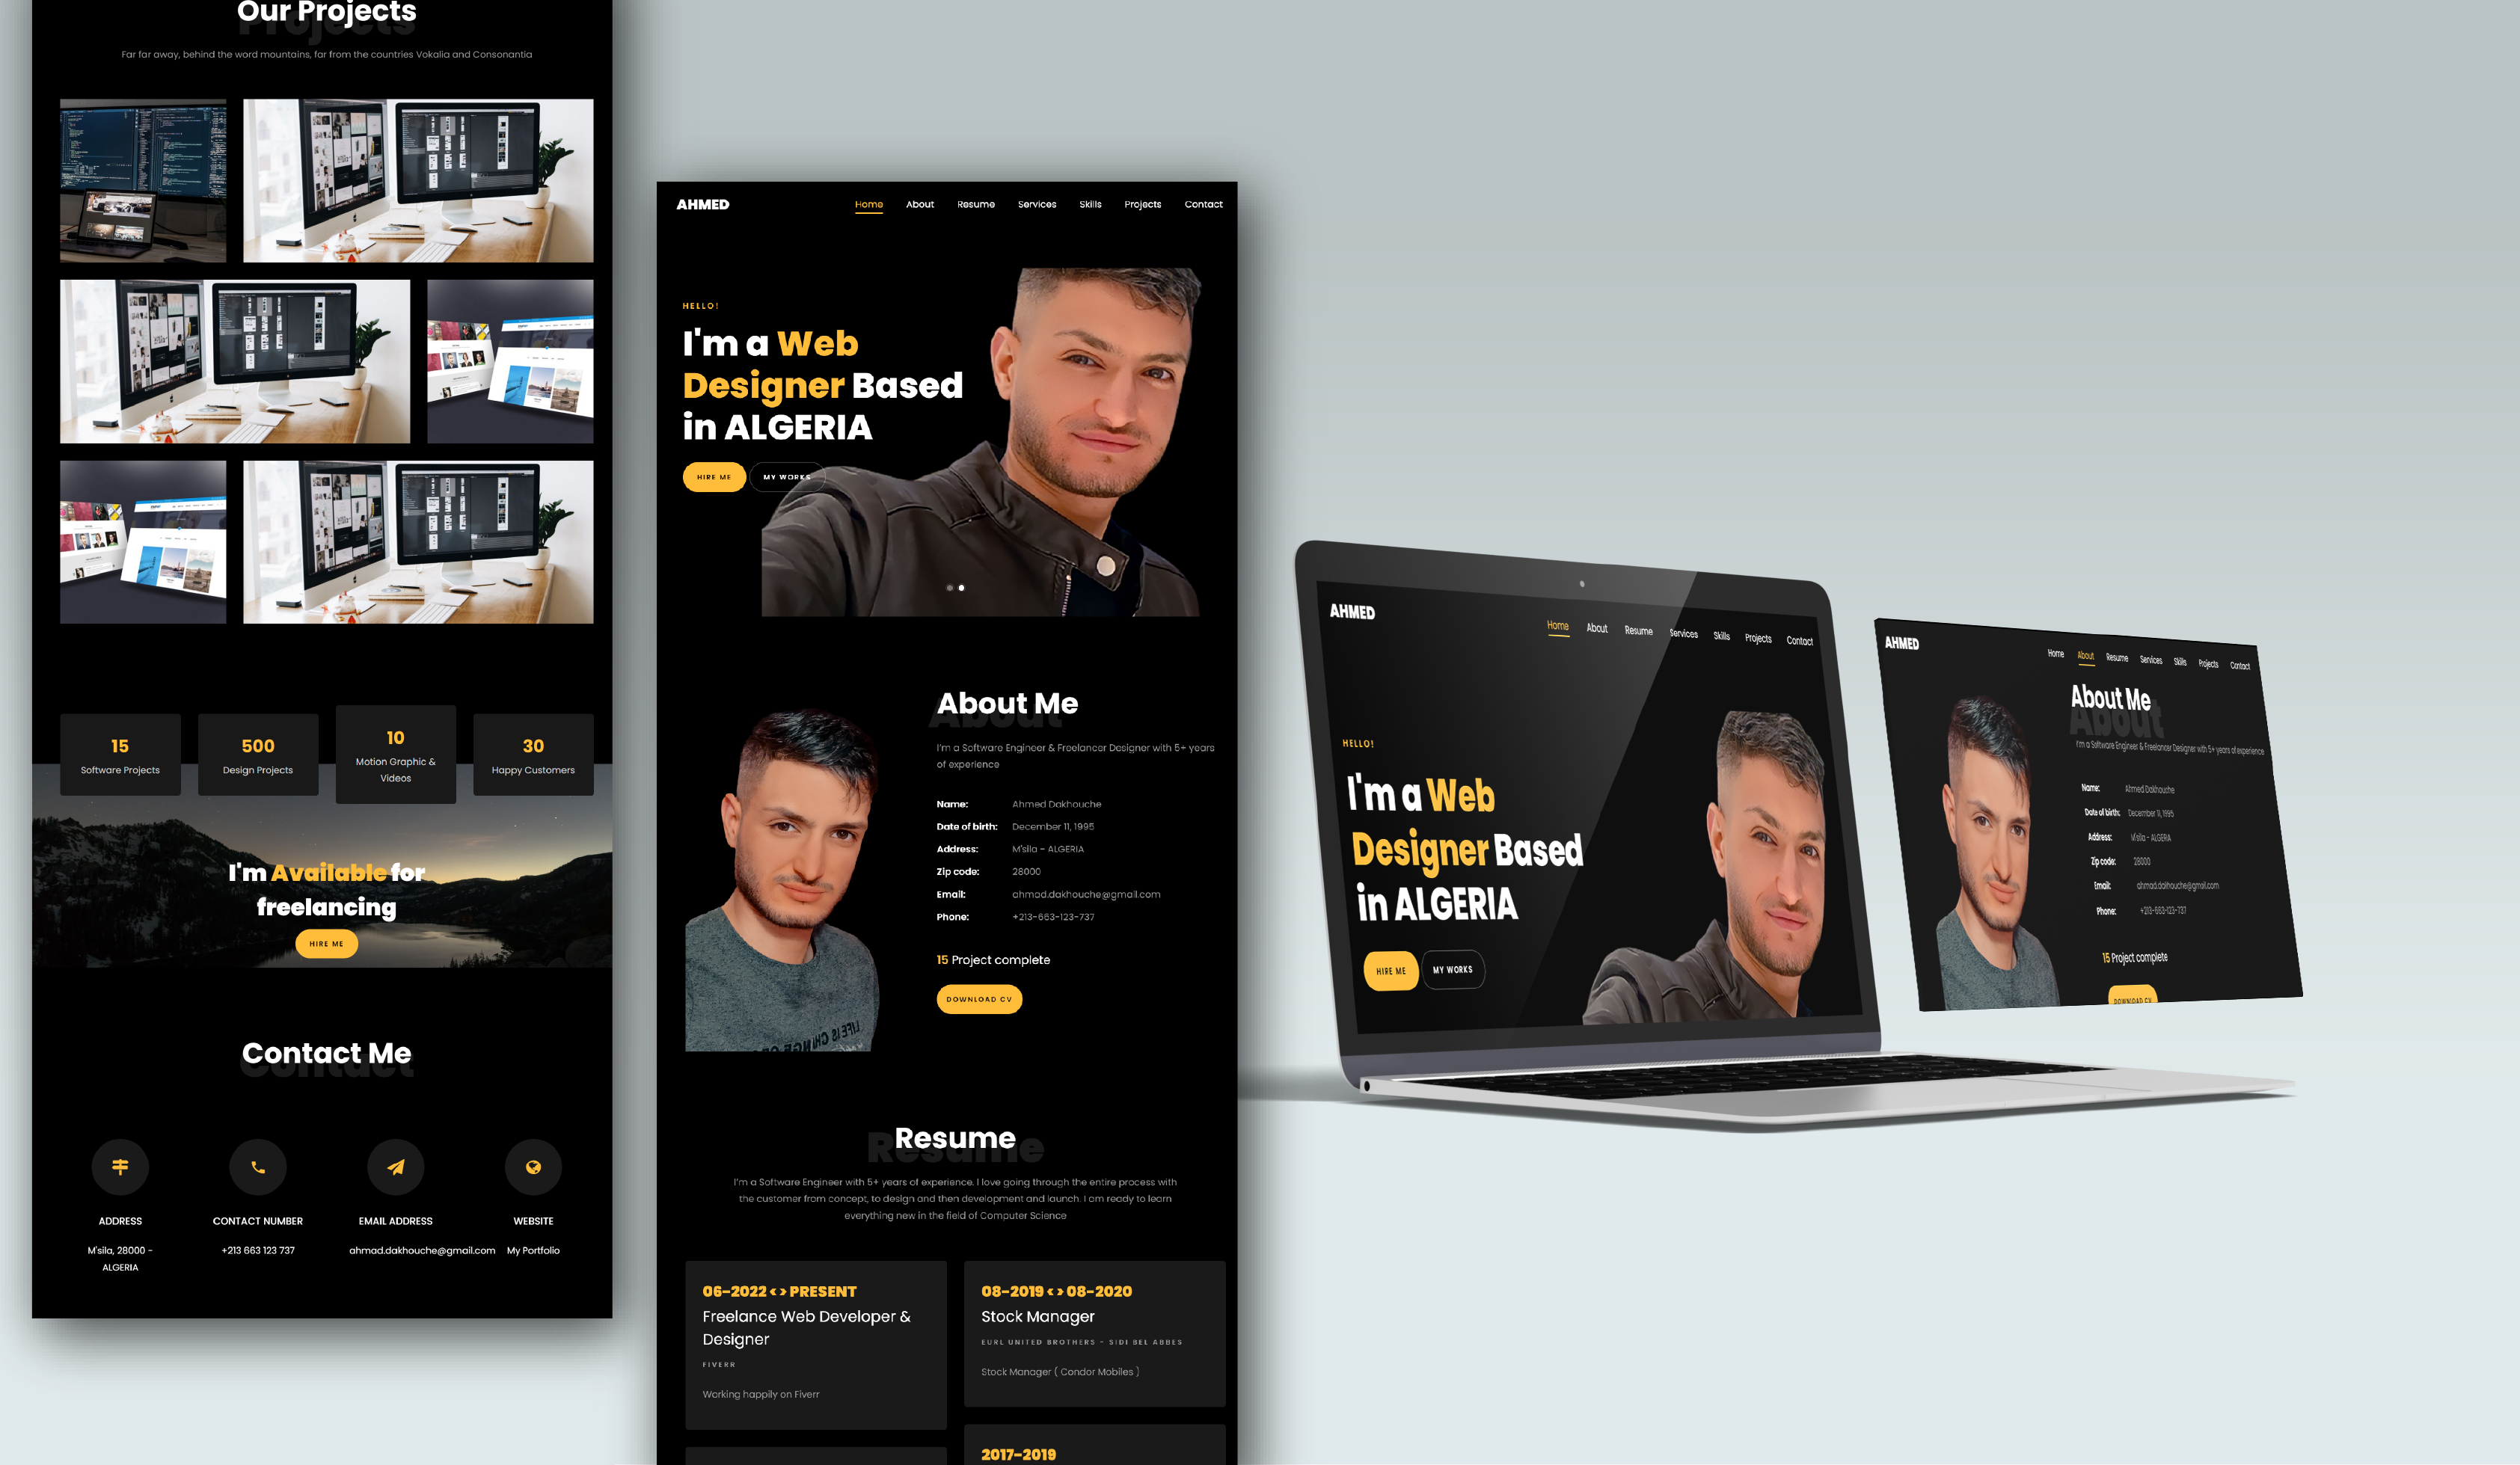 Our Projects
Projects
Far far away, behind the word mountains, far from the countries Vokalia and Consonantia
15
Software Projects
500
Design Projects
10
Motion Graphic &
Videos
30
Happy Customers
I'm Available for
freelancing
HIRE ME
Contact Me
Contact
ADDRESS
M'sila, 28000 -
ALGERIA
CONTACT NUMBER
+213 663 123 737
EMAIL ADDRESS
ahmad.dakhouche@gmail.com
WEBSITE
My Portfolio
AHMED
Home About Resume Services Skills Projects Contact
HELLO!
I'm a Web
Designer Based
in ALGERIA
HIRE ME
MY WORKS
About Me
About
I'm a Software Engineer & Freelancer Designer with 5+ years
of experience
Name: Ahmed Dakhouche
Date of birth: December 11, 1995
Address: M'sila - ALGERIA
Zip code: 28000
Email: ahmad.dakhouche@gmail.com
Phone: +213-663-123-737
15 Project complete
DOWNLOAD CV
LIFE IS CHANGE
Resume
Resume
I'm a Software Engineer with 5+ years of experience. I love going through the entire process with
the customer from concept, to design and then development and launch. I am ready to learn
everything new in the field of Computer Science
06-2022 < > PRESENT
Freelance Web Developer &
Designer
FIVERR
Working happily on Fiverr
08-2019 < > 08-2020
Stock Manager
EURL UNITED BROTHERS - SIDI BEL ABBES
Stock Manager ( Condor Mobiles )
2017-2019
AHMED
Home About Resume Services Skills Projects Contact
HELLO!
I'm a Web
Designer Based
in ALGERIA
HIRE ME
MY WORKS
AHMED
Home About Resume Services Skills Projects Contact
About Me
About
I'm a Software Engineer & Freelancer Designer with 5+ years of experience
Name: Ahmed Dakhouche
Date of birth: December 11, 1995
Address: M'sila - ALGERIA
Zip code: 28000
Email: ahmad.dakhouche@gmail.com
Phone: +213-663-123-737
15 Project complete
DOWNLOAD CV